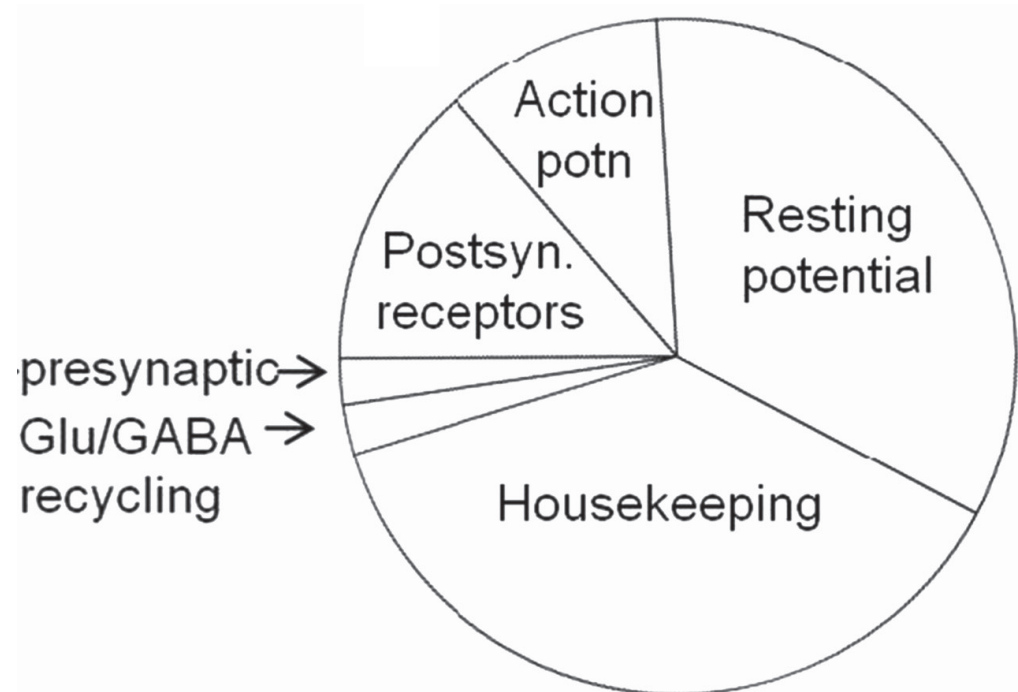 Action
potn
Resting
potential
Postsyn.
receptors
presynaptic
Glu/GABA
recycling
Housekeeping